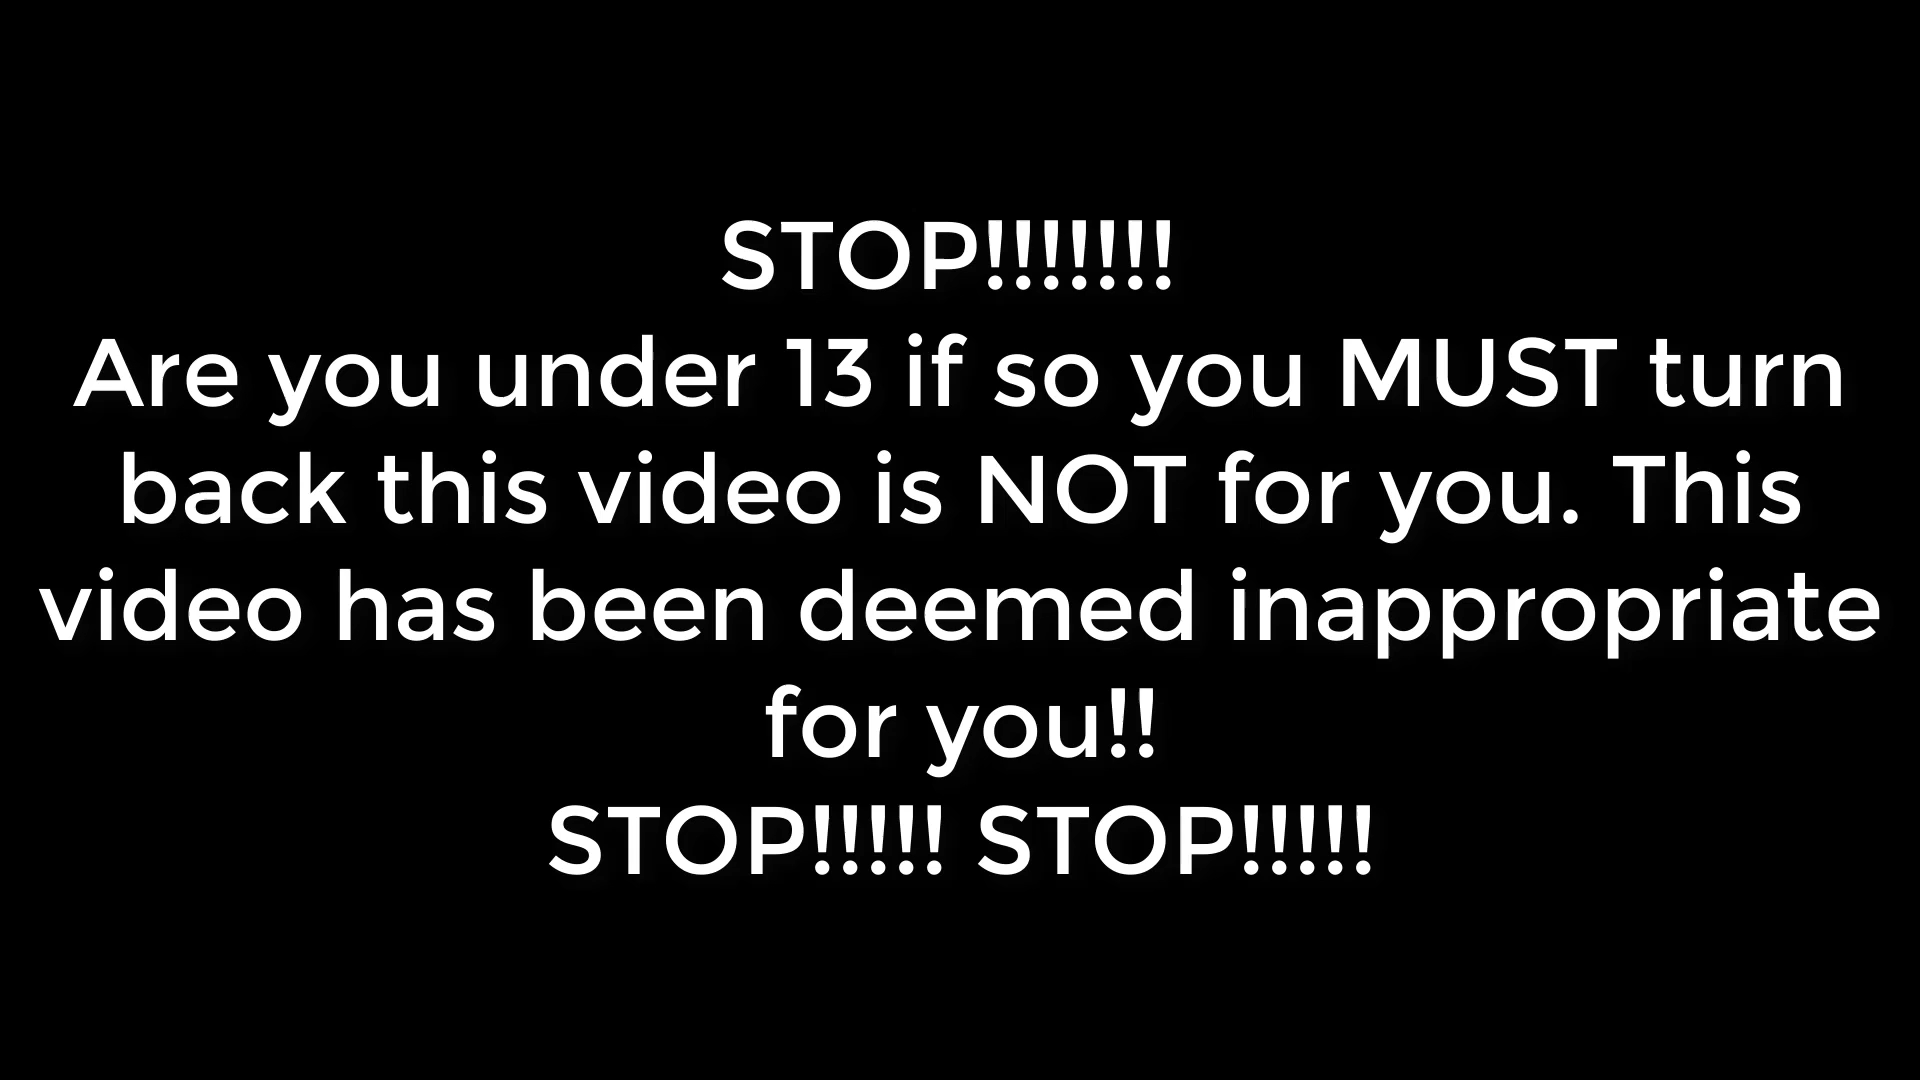 STOP!!!!!!!
Are you under 13 if so you MUST turn
back this video is NOT for you. This
video has been deemed inappropriate
for you!!
STOP!!!!! STOP!!!!!